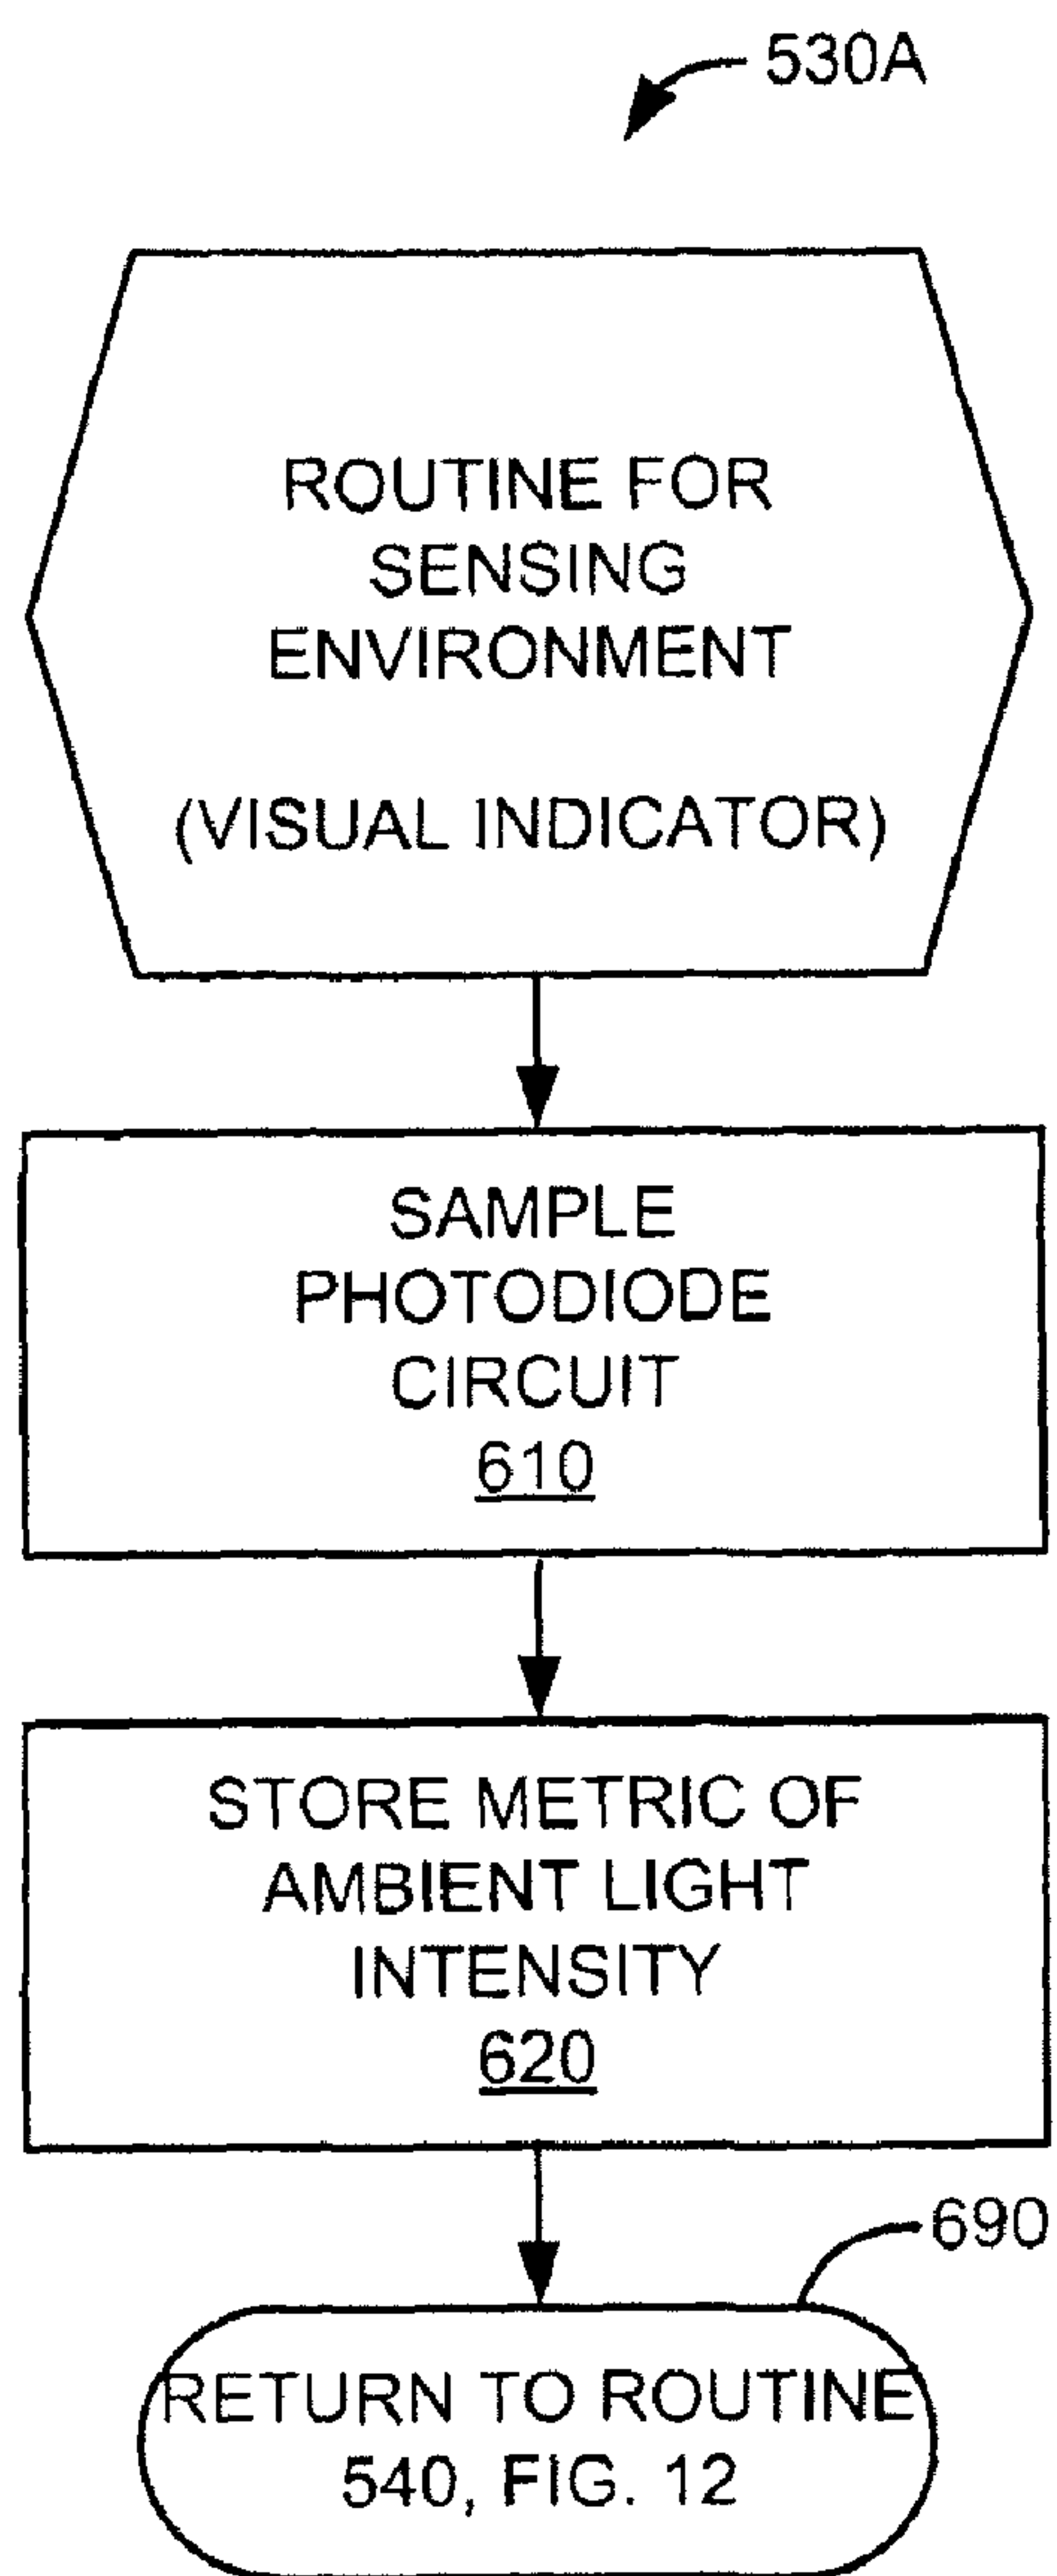 530A
ROUTINE FOR
SENSING
ENVIRONMENT
(VISUAL INDICATOR)
SAMPLE
PHOTODIODE
CIRCUIT
610
STORE METRIC OF
AMBIENT LIGHT
INTENSITY
620
690
RETURN TO ROUTINE
540, FIG. 12